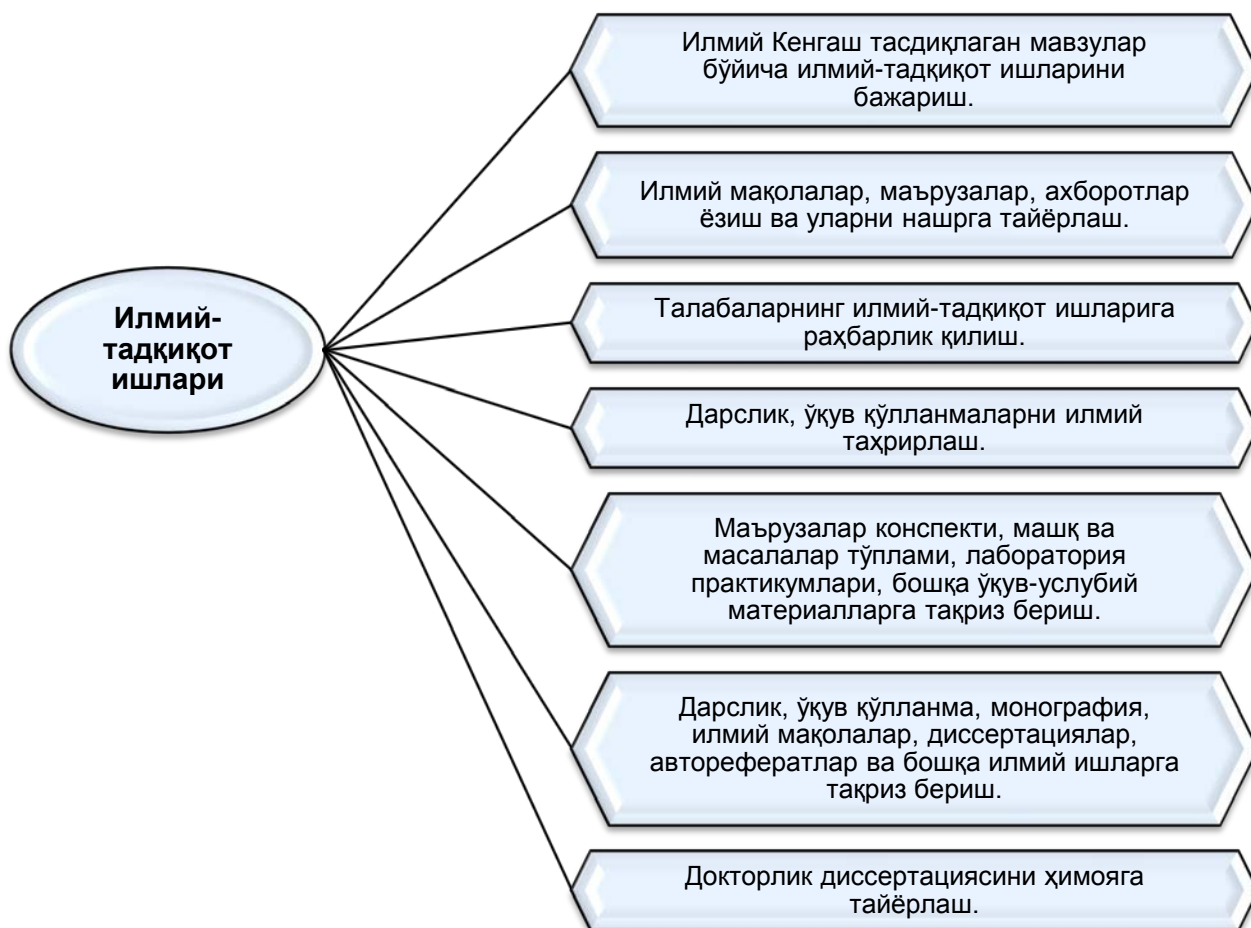 Илмий Кенгаш тасдиқлаган мавзулар
бўйича илмий-тадқиқот ишларини
бажариш.
Илмий мақолалар, маърузалар, ахборотлар
ёзиш ва уларни нашрга тайёрлаш.
Илмий-
тадқиқот
ишлари
Талабаларнинг илмий-тадқиқот ишларига
раҳбарлик қилиш.
Дарслик, ўқув қўлланмаларни илмий
таҳрирлаш.
Маърузалар конспекти, машқ ва
масалалар тўплами, лаборатория
практикумлари, бошқа ўқув-услубий
материалларга тақриз бериш.
Дарслик, ўқув қўлланма, монография,
илмий мақолалар, диссертациялар,
авторефератлар ва бошқа илмий ишларга
тақриз бериш.
Докторлик диссертациясини ҳимояга
тайёрлаш.